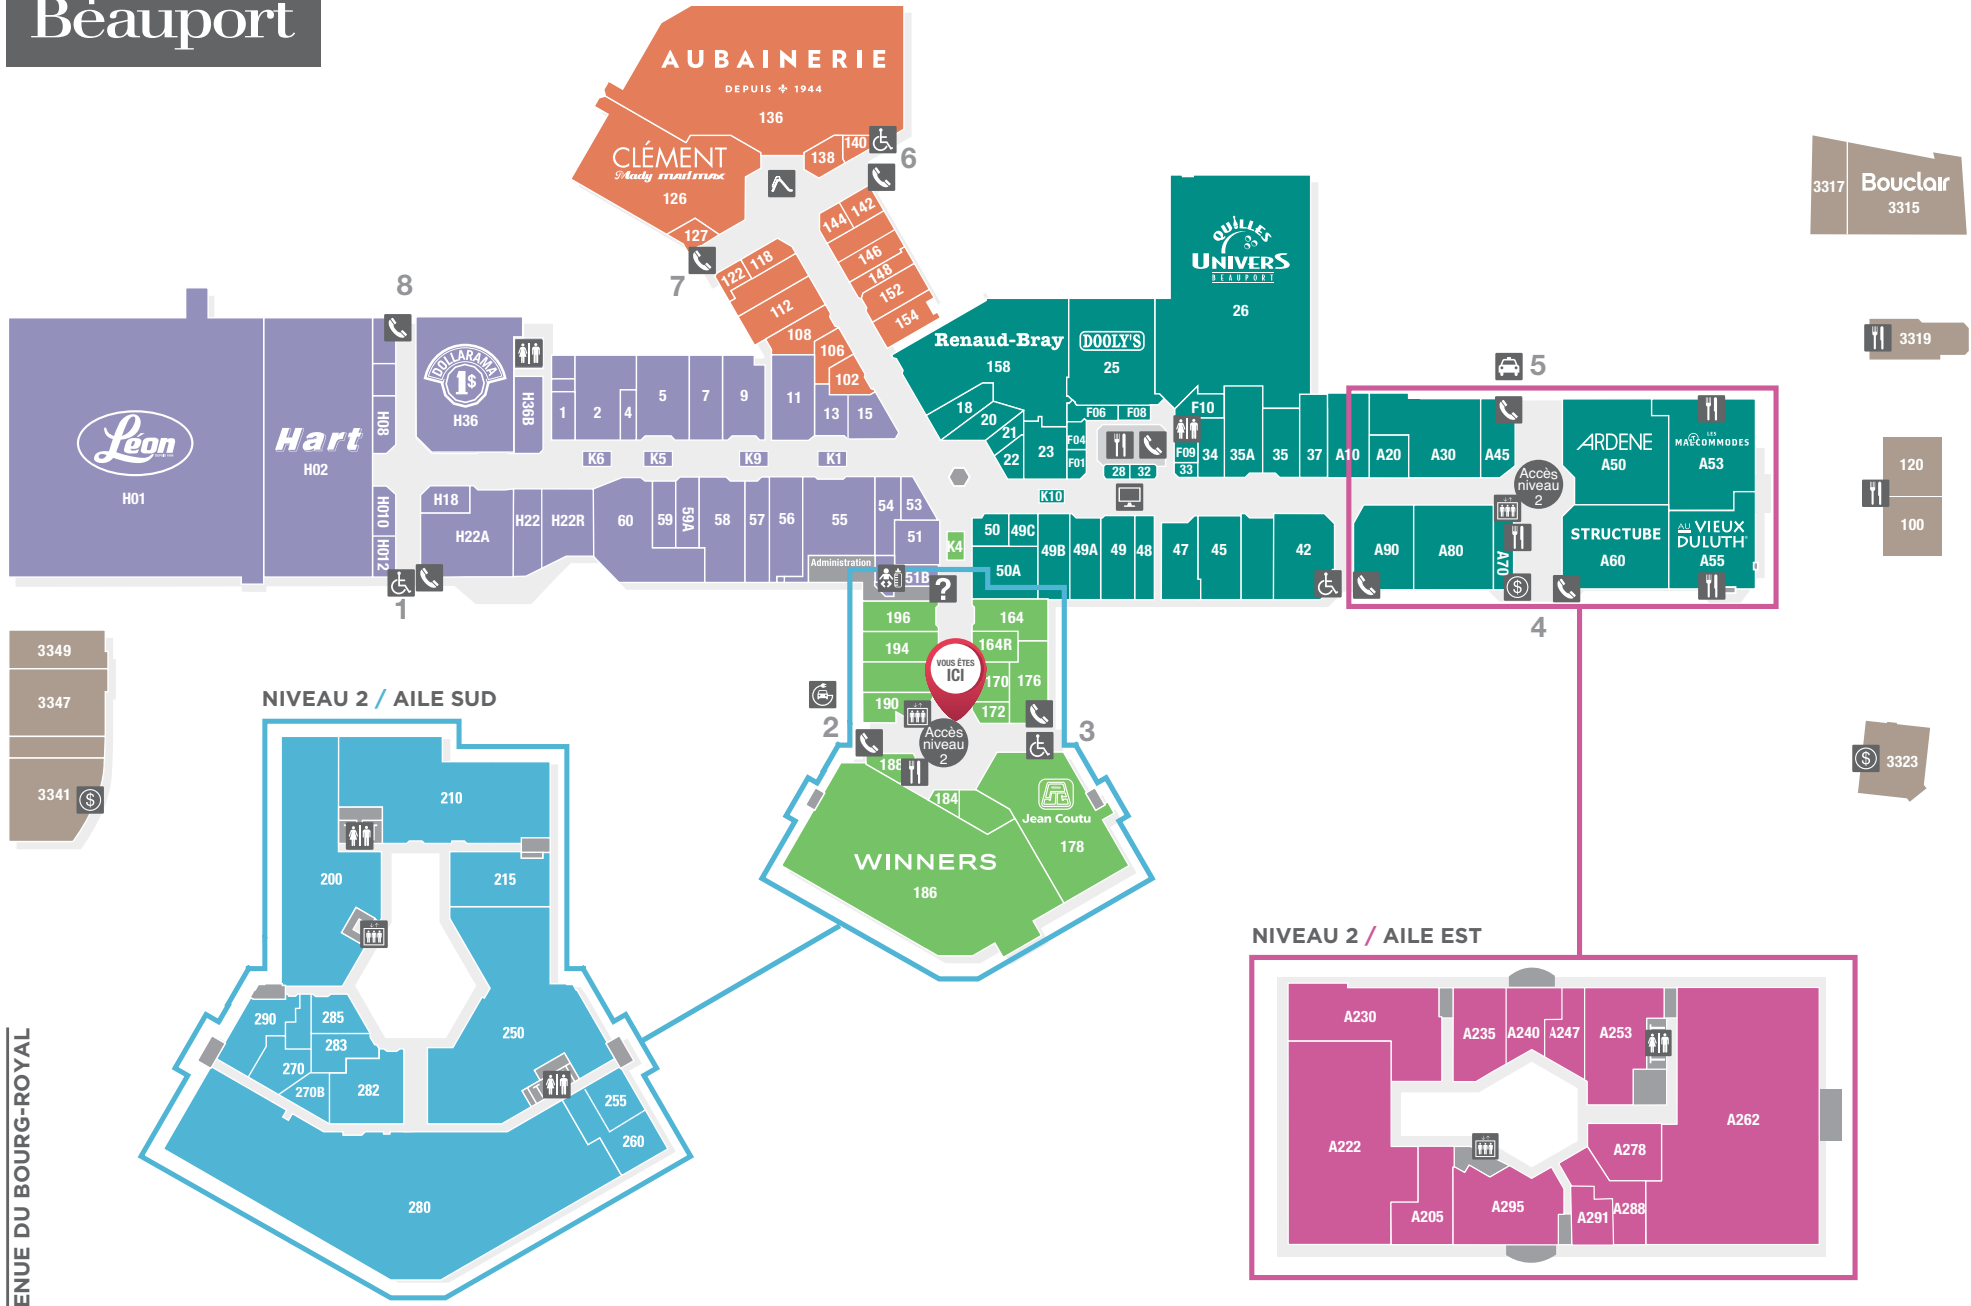 Beauport
AUBAINERIE
DEPUIS 1944
136
CLÉMENT
Mlady madmax
126
127
138
140
6
7
142
144
146
148
152
154
122
118
112
108
106
102
8
DOLLARAMA
1$
H36
H36B
H08
Léon
H01
Hart
H02
H010
H012
1
H18
H22A
H22
H22R
1
2
4
5
7
9
11
13
15
K6
K5
K9
K1
60
59
59A
58
57
56
55
54
53
51
51B
Administration
K4
?
Renaud-Bray
158
DOOLY'S
25
QUILLES
UNIVERS
BEAUPORT
26
18
20
21
22
23
F06
F08
F04
F01
F10
F09
33
34
35A
35
37
28
32
K10
50
49C
50A
49B
49A
49
48
47
45
42
A10
A20
A30
A45
5
Accès
niveau
2
ARDENE
A50
LES
MALCOMMODES
A53
A90
A80
A70
STRUCTUBE
A60
AU VIEUX
DULUTH
A55
4
3317
Bouclair
3315
3319
120
100
3323
3349
3347
3341
196
194
190
164
164R
170
176
172
VOUS ÊTES
ICI
Accès
niveau
2
2
3
188
184
Jean Coutu
178
WINNERS
186
NIVEAU 2 / AILE SUD
210
200
215
250
290
285
283
270
270B
282
255
260
280
NIVEAU 2 / AILE EST
A230
A235
A240
A247
A253
A262
A222
A278
A205
A295
A291
A288
ENUE DU BOURG-ROYAL